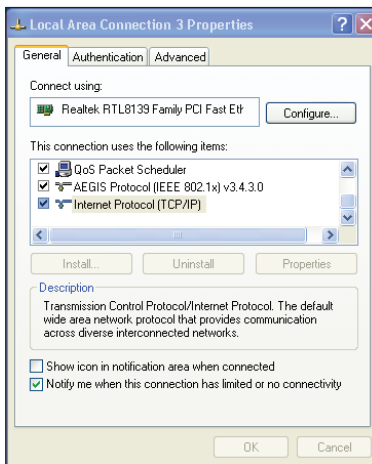 Local Area Connection 3 Properties
General Authentication Advanced
Connect using:
Realtek RTL8139 Family PCI Fast Eth
Configure...
This connection uses the following items:
QoS Packet Scheduler
AEGIS Protocol (IEEE 802.1x) v3.4.3.0
Internet Protocol (TCP/IP)
Install... Uninstall Properties
Description
Transmission Control Protocol/Internet Protocol. The default
wide area network protocol that provides communication
across diverse interconnected networks.
Show icon in notification area when connected
Notify me when this connection has limited or no connectivity
OK Cancel